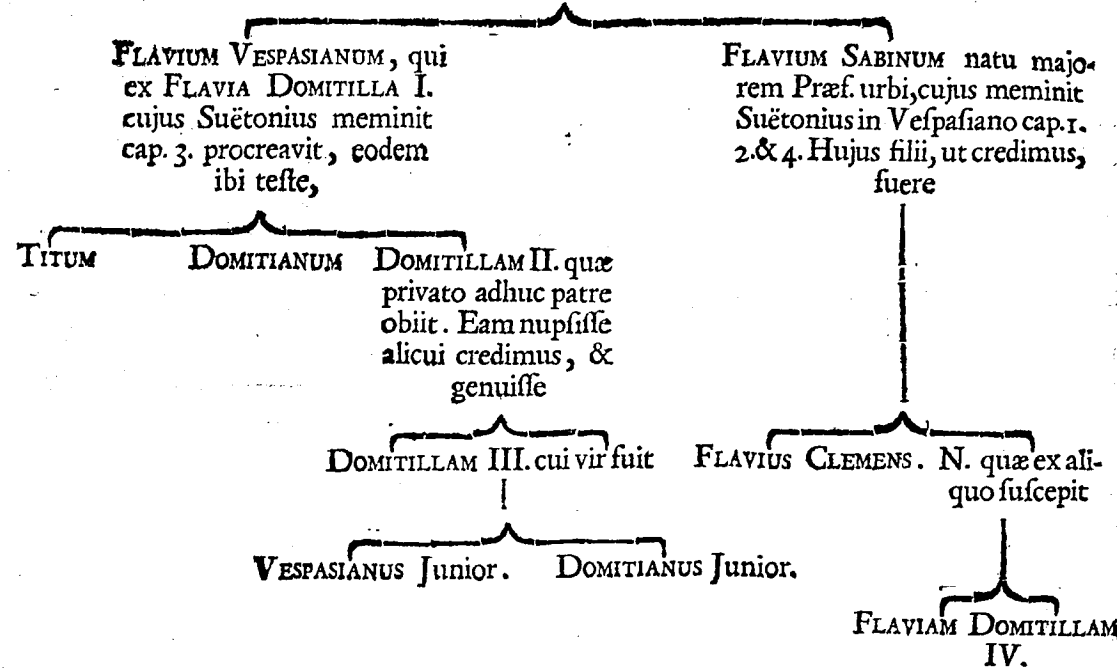 FLAVIUM VESPASIANUM, qui
ex FLAVIA DOMITILLA I.
cujus Suëtonius meminit
cap. 3. procreavit, eodem
ibi teſte,
FLAVIUM SABINUM natu majo-
rem Præf. urbi, cujus meminit
Suëtonius in Veſpaſiano cap. 1.
2. & 4. Hujus filii, ut credimus,
fuere
TITUM
DOMITIANUM
DOMITILLAM II. quæ
privato adhuc patre
obiit. Eam nupſiſſe
alicui credimus, &
genuiſſe
DOMITILLAM III. cui vir fuit
FLAVIUS CLEMENS.
N. quæ ex ali-
quo ſuſcepit
VESPASIANUS Junior.
DOMITIANUS Junior.
FLAVIAM DOMITILLAM
IV.